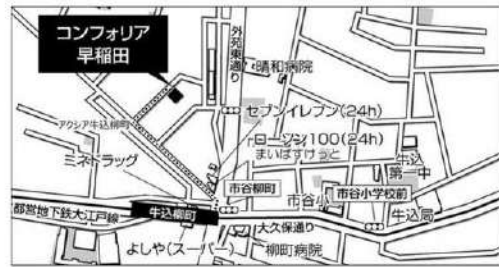 コンフォリア
早稲田
外苑東通り
晴和病院
セブンイレブン(24h)
アクシア牛込柳町
ローソン100(24h)
まいばすけっと
ミネドラッグ
牛込
第一中
市谷柳町
市谷小
市谷小学校前
都営地下鉄大江戸線
牛込柳町
大久保通り
牛込局
よしや(スーパー)
柳町病院